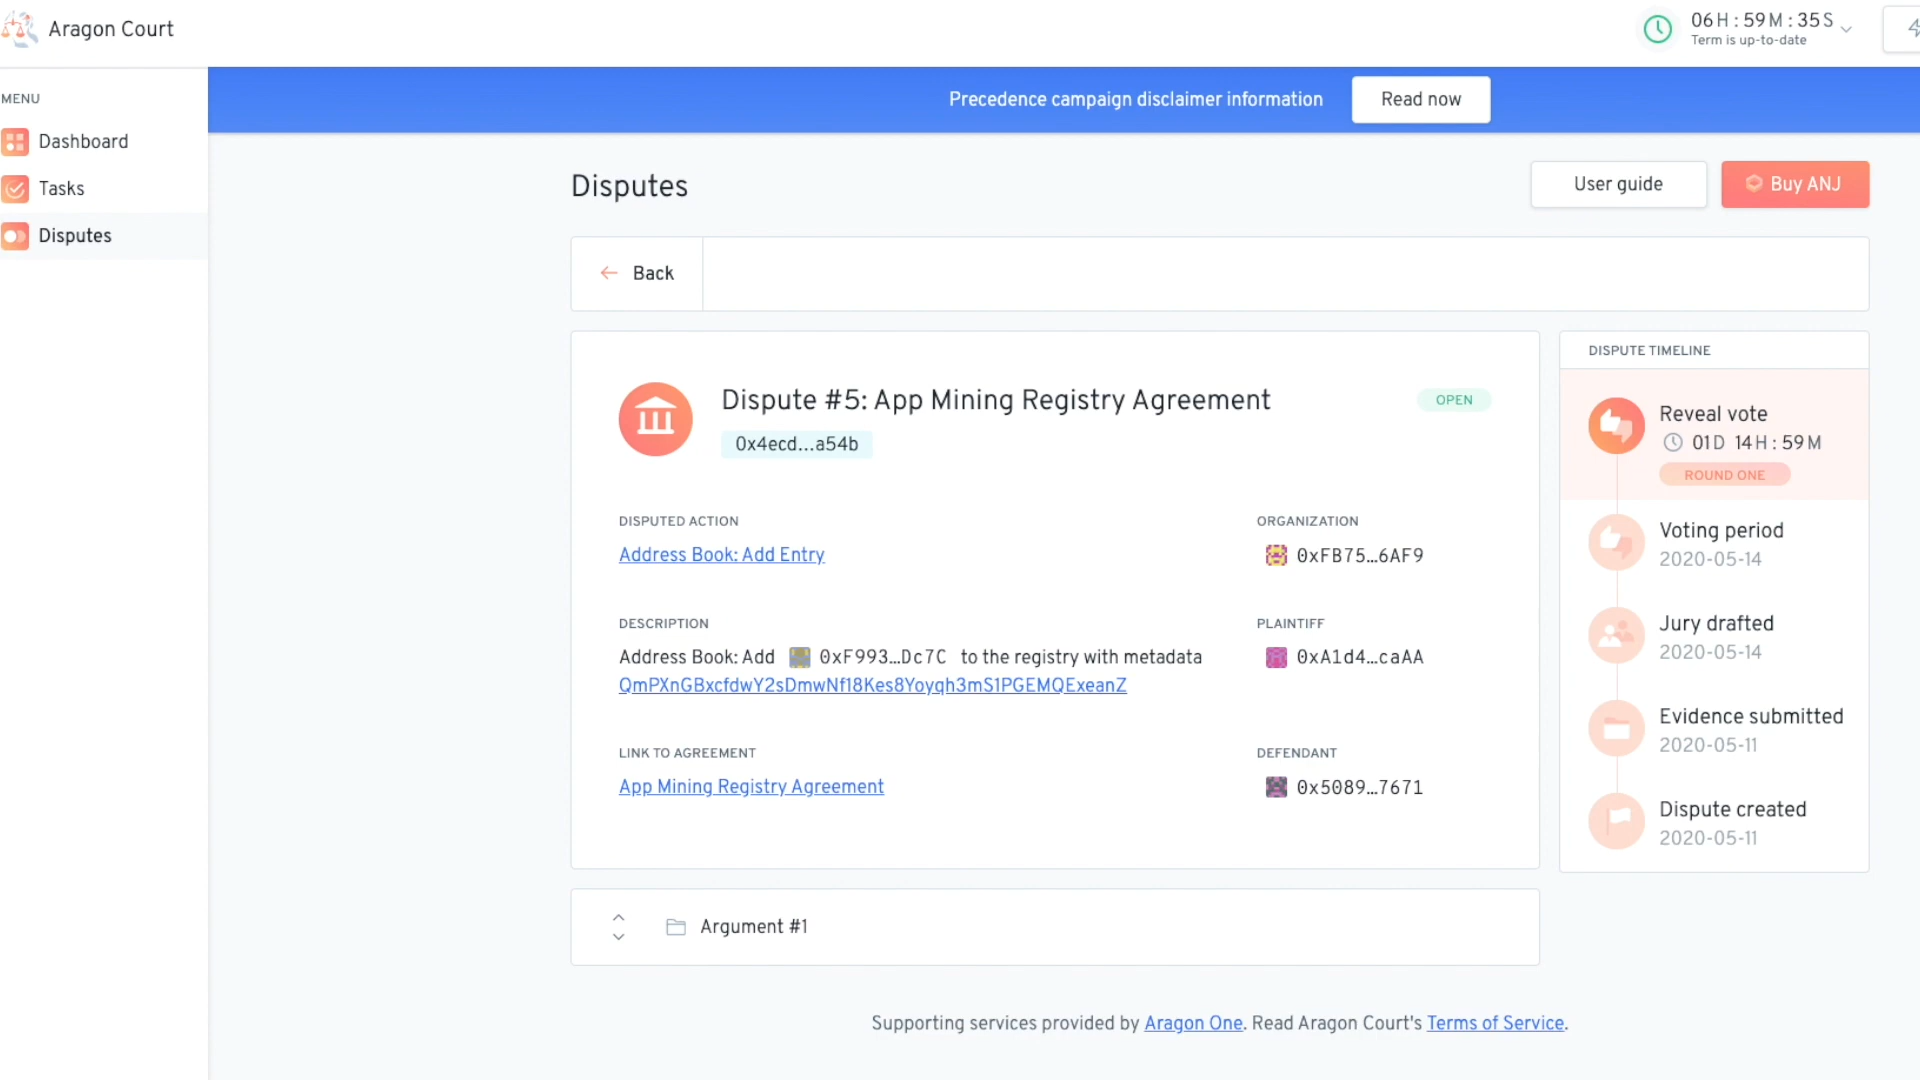 Aragon Court
06H : 59M : 35S
Term is up-to-date
MENU
Dashboard
Tasks
Disputes
Precedence campaign disclaimer information
Read now
Disputes
User guide
Buy ANJ
Back
Dispute #5: App Mining Registry Agreement
OPEN
0x4ecd...a54b
DISPUTED ACTION
Address Book: Add Entry
ORGANIZATION
0xFB75…6AF9
DESCRIPTION
Address Book: Add 0xF993…Dc7C to the registry with metadata
QmPXnGBxcfdwY2sDmwNf18Kes8Yoyqh3mS1PGEMQExeanZ
PLAINTIFF
0xA1d4…caAA
LINK TO AGREEMENT
App Mining Registry Agreement
DEFENDANT
0x5089…7671
DISPUTE TIMELINE
Reveal vote
01D 14H : 59M
ROUND ONE
Voting period
2020-05-14
Jury drafted
2020-05-14
Evidence submitted
2020-05-11
Dispute created
2020-05-11
Argument #1
Supporting services provided by Aragon One. Read Aragon Court's Terms of Service.